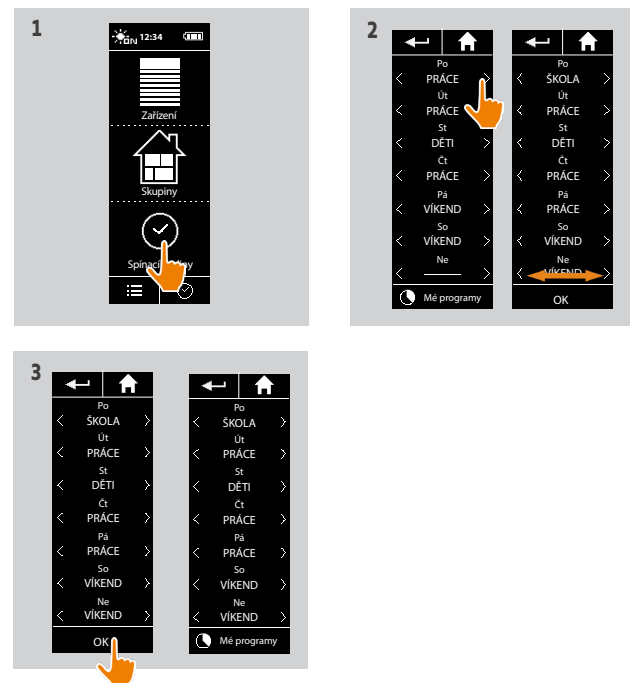 1
ON 12:34
Zařízení
Skupiny
Spínací
2
Po
PRÁCE
Út
PRÁCE
St
DĚTI
Čt
PRÁCE
Pá
VÍKEND
So
VÍKEND
Ne
Mé programy
Po
ŠKOLA
Út
PRÁCE
St
DĚTI
Čt
PRÁCE
Pá
PRÁCE
So
VÍKEND
Ne
VÍKEND
OK
3
Po
ŠKOLA
Út
PRÁCE
St
DĚTI
Čt
PRÁCE
Pá
PRÁCE
So
VÍKEND
Ne
VÍKEND
OK
Po
ŠKOLA
Út
PRÁCE
St
DĚTI
Čt
PRÁCE
Pá
PRÁCE
So
VÍKEND
Ne
VÍKEND
Mé programy